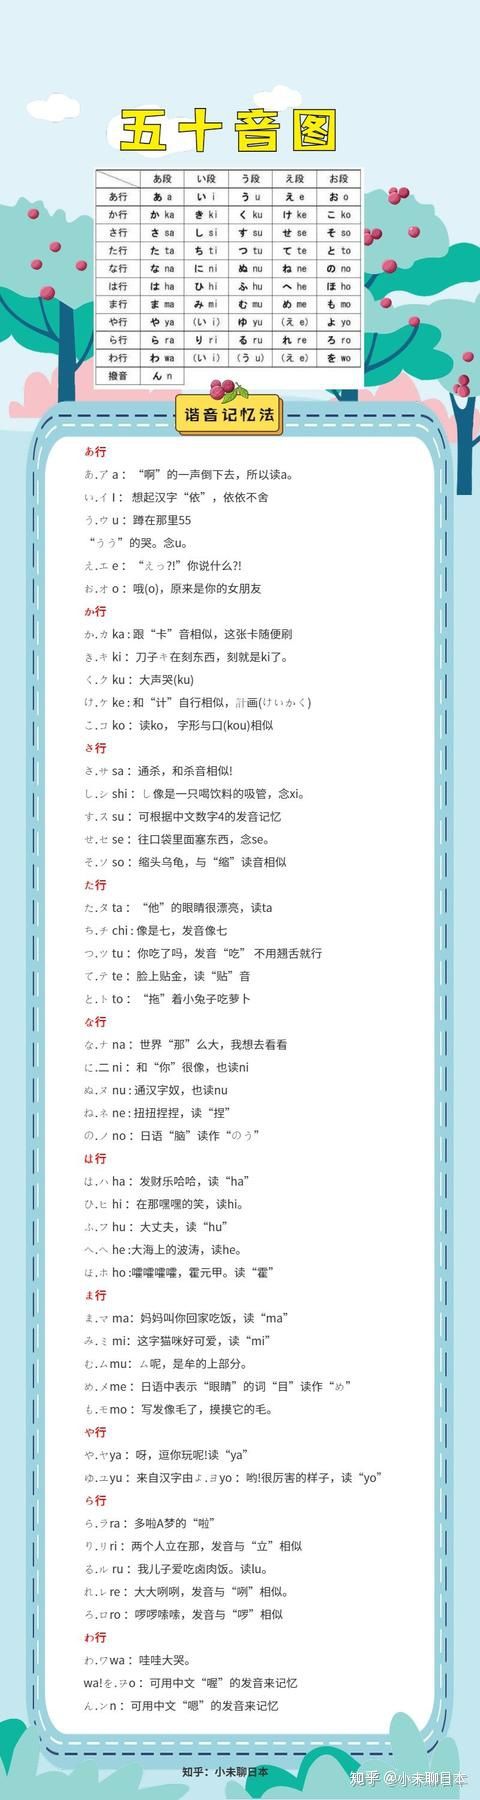 五十音图
あ段 い段 う段 え段 お段
あ行 あ a い i う u え e お o
か行 か ka き ki く ku け ke こ ko
さ行 さ sa し si す su せ se そ so
た行 た ta ち ti つ tu て te と to
な行 な na に ni ぬ nu ね ne の no
は行 は ha ひ hi ふ hu へ he ほ ho
ま行 ま ma み mi む mu め me も mo
や行 や ya (い i) ゆ yu (え e) よ yo
ら行 ら ra り ri る ru れ re ろ ro
わ行 わ wa (い i) (う u) (え e) を wo
撥音 ん n
谐音记忆法
あ行
あ.ア a： “啊”的一声倒下去，所以读a。
い.イ I： 想起汉字“依”，依依不舍
う.ウ u：蹲在那里55
“うう”的哭。念u。
え.エ e： “えっ?!”你说什么?!
お.オ o：哦(o)，原来是你的女朋友
か行
か.カ ka：跟“卡”音相似，这张卡随便刷
き.キ ki：刀子キ在刻东西，刻就是ki了。
く.ク ku：大声哭(ku)
け.ケ ke：和“计”自行相似，計画(けいかく)
こ.コ ko：读ko， 字形与口(kou)相似
さ行
さ.サ sa：通杀，和杀音相似!
し.シ shi：し像是一只喝饮料的吸管，念xi。
す.ス su：可根据中文数字4的发音记忆
せ.セ se：往口袋里面塞东西，念se。
そ.ソ so：缩头乌龟，与“缩”读音相似
た行
た.タ ta： “他”的眼睛很漂亮，读ta
ち.チ chi：像是七，发音像七
つ.ツ tu：你吃了吗，发音“吃” 不用翘舌就行
て.テ te：脸上贴金，读“贴”音
と.ト to： “拖”着小兔子吃萝卜
な行
な.ナ na：世界“那”么大，我想去看看
に.二 ni：和“你”很像，也读ni
ぬ.ヌ nu：通汉字奴，也读nu
ね.ネ ne：扭扭捏捏，读“捏”
の.ノ no：日语“脑”读作“のう”
は行
は.ハ ha：发财乐哈哈，读“ha”
ひ.ヒ hi：在那嘿嘿的笑，读hi。
ふ.フ hu：大丈夫，读“hu”
へ.ヘ he:大海上的波涛，读he。
ほ.ホ ho:嚯嚯嚯嚯，霍元甲。读“霍”
ま行
ま.マ ma：妈妈叫你回家吃饭，读“ma”
み.ミ mi：这字猫咪好可爱，读“mi”
む.ムmu：ム呢，是牟的上部分。
め.メme：日语中表示“眼睛”的词“目”读作“め”
も.モmo：写发像毛了，摸摸它的毛。
や行
や.ヤya：呀，逗你玩呢!读“ya”
ゆ.ユyu：来自汉字由よ.ヨyo：哟!很厉害的样子，读“yo”
ら行
ら.ラra：多啦A梦的“啦”
り.リri：两个人立在那，发音与“立”相似
る.ル ru：我儿子爱吃卤肉饭。读lu。
れ.レ re：大大咧咧，发音与“咧”相似。
ろ.ロro：啰啰嗦嗦，发音与“啰”相似
わ行
わ.ワwa：哇哇大哭。
wa!を.ヲo：可用中文“喔”的发音来记忆
ん.ンn：可用中文“嗯”的发音来记忆
知乎：小未聊日本
知乎 @小未聊日本